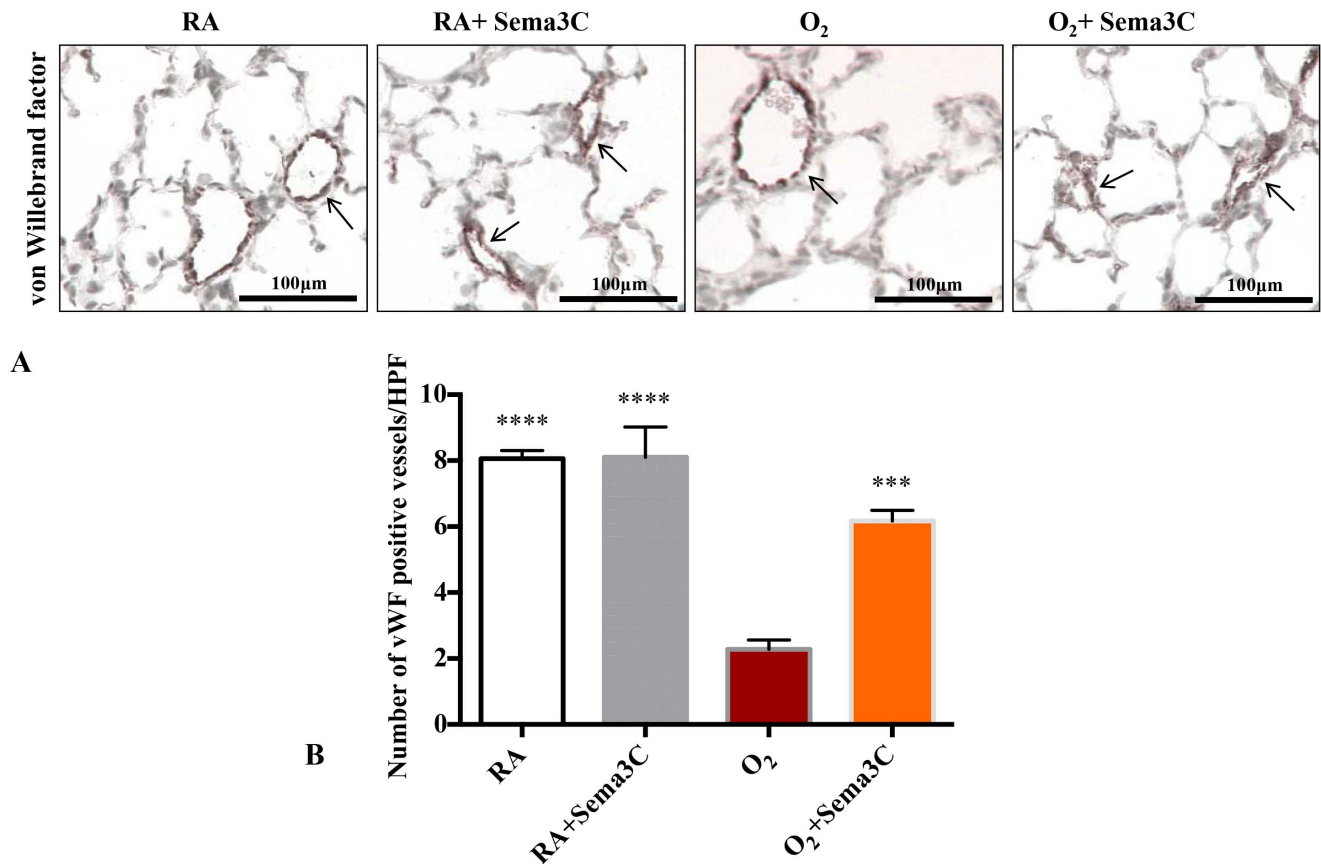 RA RA+ Sema3C O₂ O₂+ Sema3C
von Willebrand factor
100µm 100µm 100µm 100µm
A
Number of vWF positive vessels/HPF
10
8
6
4
2
0
**** **** ***
RA RA+Sema3C O₂ O₂+Sema3C
B